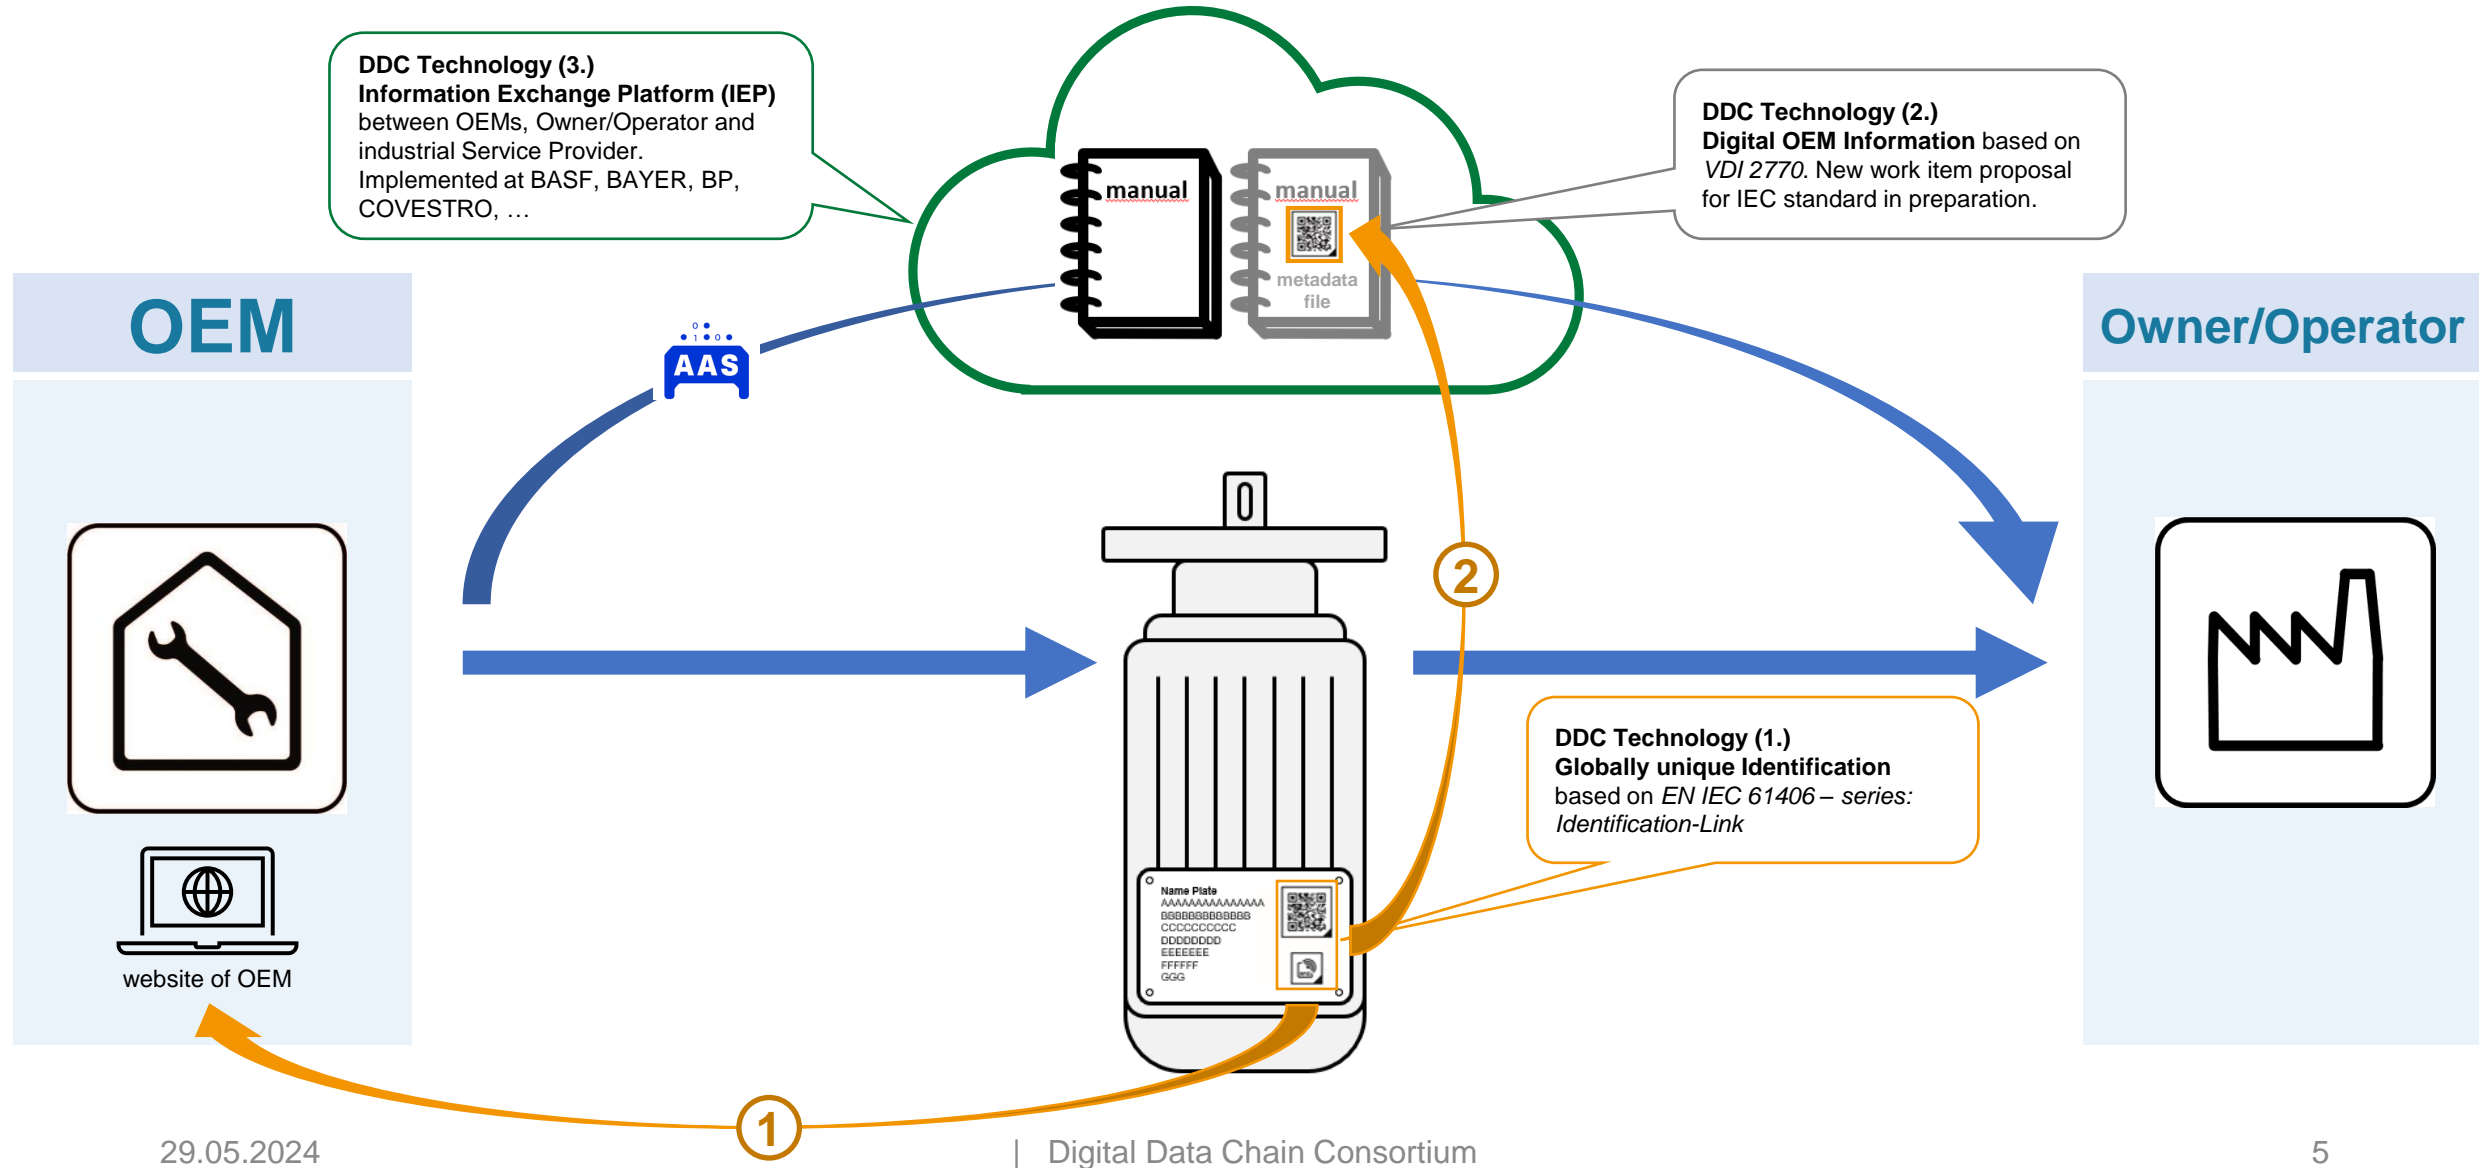 DDC Technology (3.)
Information Exchange Platform (IEP)
between OEMs, Owner/Operator and
industrial Service Provider.
Implemented at BASF, BAYER, BP,
COVESTRO, …
manual
manual
metadata
file
DDC Technology (2.)
Digital OEM Information based on
VDI 2770. New work item proposal
for IEC standard in preparation.
OEM
0
1 0
AAS
Owner/Operator
2
DDC Technology (1.)
Globally unique Identification
based on EN IEC 61406 – series:
Identification-Link
Name Plate
AAAAAAAAAAAAAAA
BBBBBBBBBBBBB
CCCCCCCCCC
DDDDDDDD
EEEEEEE
FFFFFF
GGG
website of OEM
1
29.05.2024
| Digital Data Chain Consortium
5